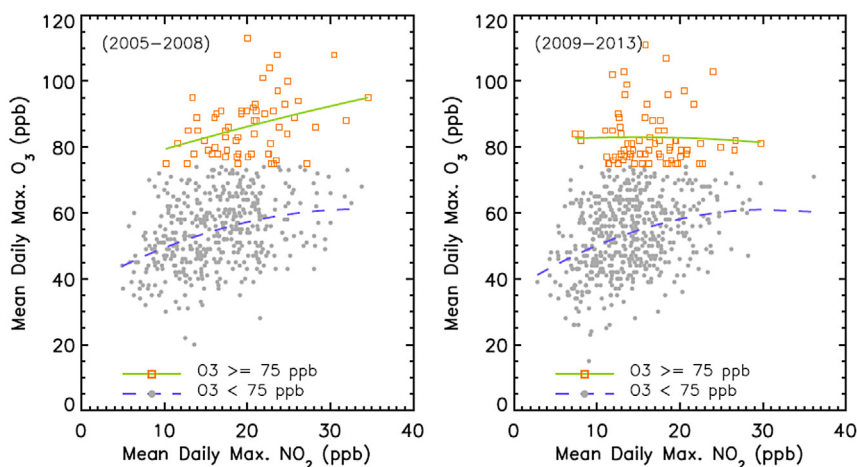 (2005–2008)
120
100
80
60
40
20
0
Mean Daily Max. O3 (ppb)
O3 >= 75 ppb
O3 < 75 ppb
0 10 20 30 40
Mean Daily Max. NO2 (ppb)
(2009–2013)
120
100
80
60
40
20
0
Mean Daily Max. O3 (ppb)
O3 >= 75 ppb
O3 < 75 ppb
0 10 20 30 40
Mean Daily Max. NO2 (ppb)